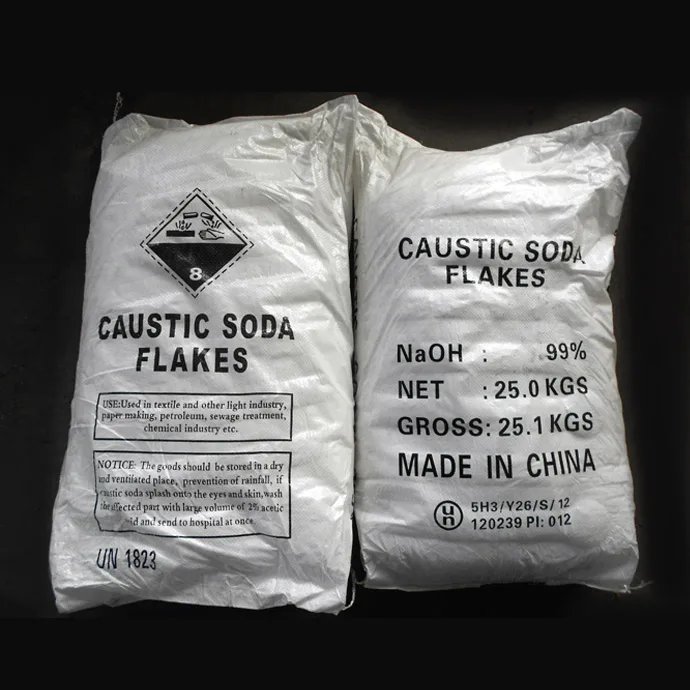 8
CAUSTIC SODA
FLAKES
USE:Used in textile and other light industry,
paper making, petroleum, sewage treatment,
chemical industry etc.
NOTICE: The goods should be stored in a dry
and ventilated place, prevention of rainfall, if
caustic soda splash onto the eyes and skin,wash
the affected part with large volume of 2% acetic
acid and send to hospital at once.
UN 1823
CAUSTIC SODA
FLAKES
NaOH : 99%
NET : 25.0 KGS
GROSS: 25.1 KGS
MADE IN CHINA
5H3/Y26/S/12
120239 PI: 012